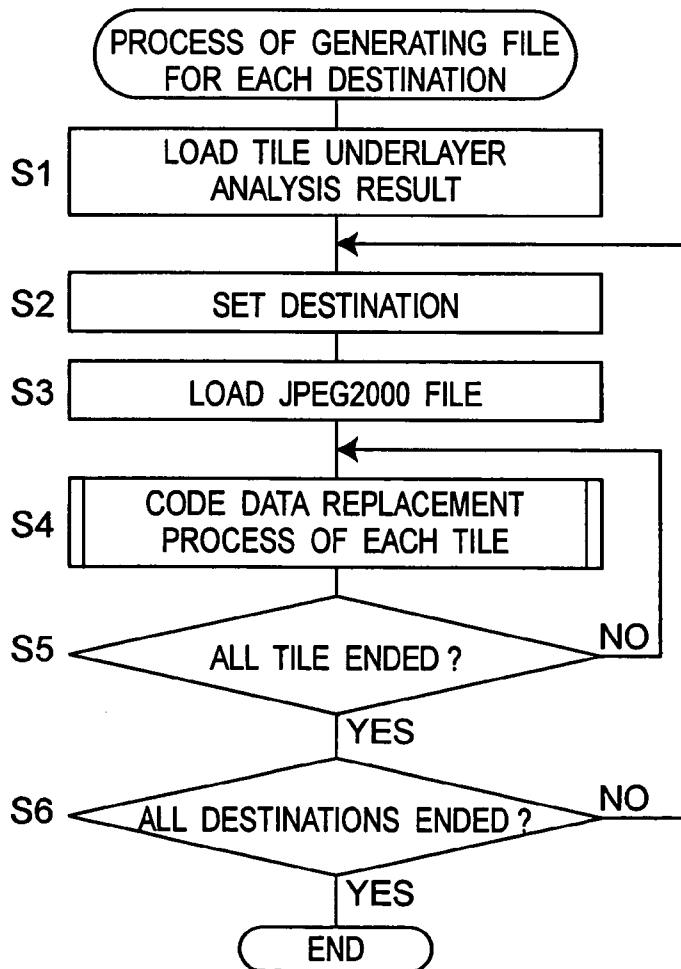 PROCESS OF GENERATING FILE
FOR EACH DESTINATION
S1
LOAD TILE UNDERLAYER
ANALYSIS RESULT
S2
SET DESTINATION
S3
LOAD JPEG2000 FILE
S4
CODE DATA REPLACEMENT
PROCESS OF EACH TILE
S5
ALL TILE ENDED ?
NO
YES
S6
ALL DESTINATIONS ENDED ?
NO
YES
END